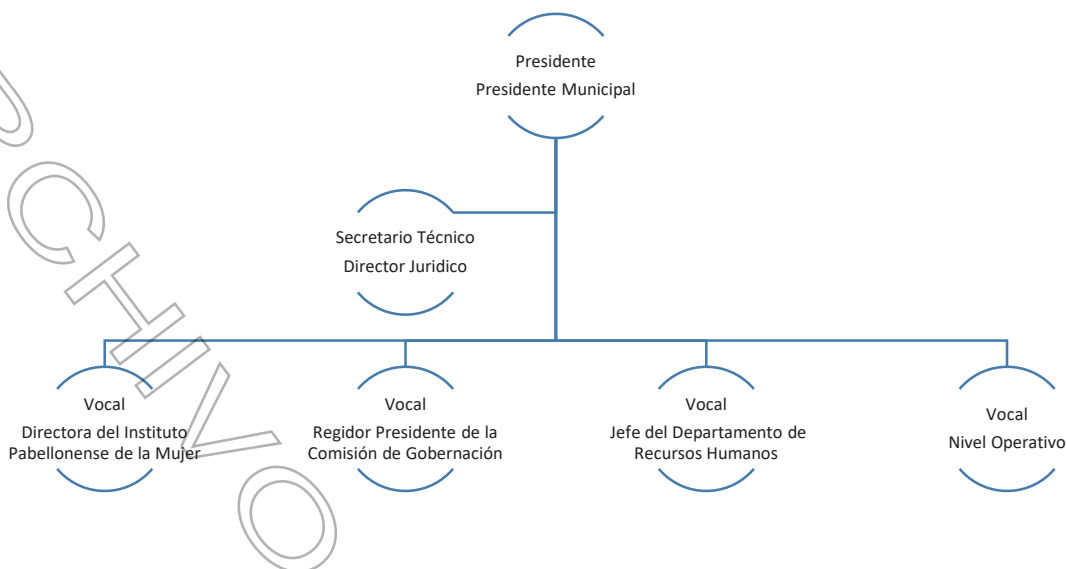 Presidente
Presidente Municipal
Secretario Técnico
Director Juridico
Vocal
Directora del Instituto
Pabellonense de la Mujer
Vocal
Regidor Presidente de la
Comisión de Gobernación
Vocal
Jefe del Departamento de
Recursos Humanos
Vocal
Nivel Operativo
CHIVO